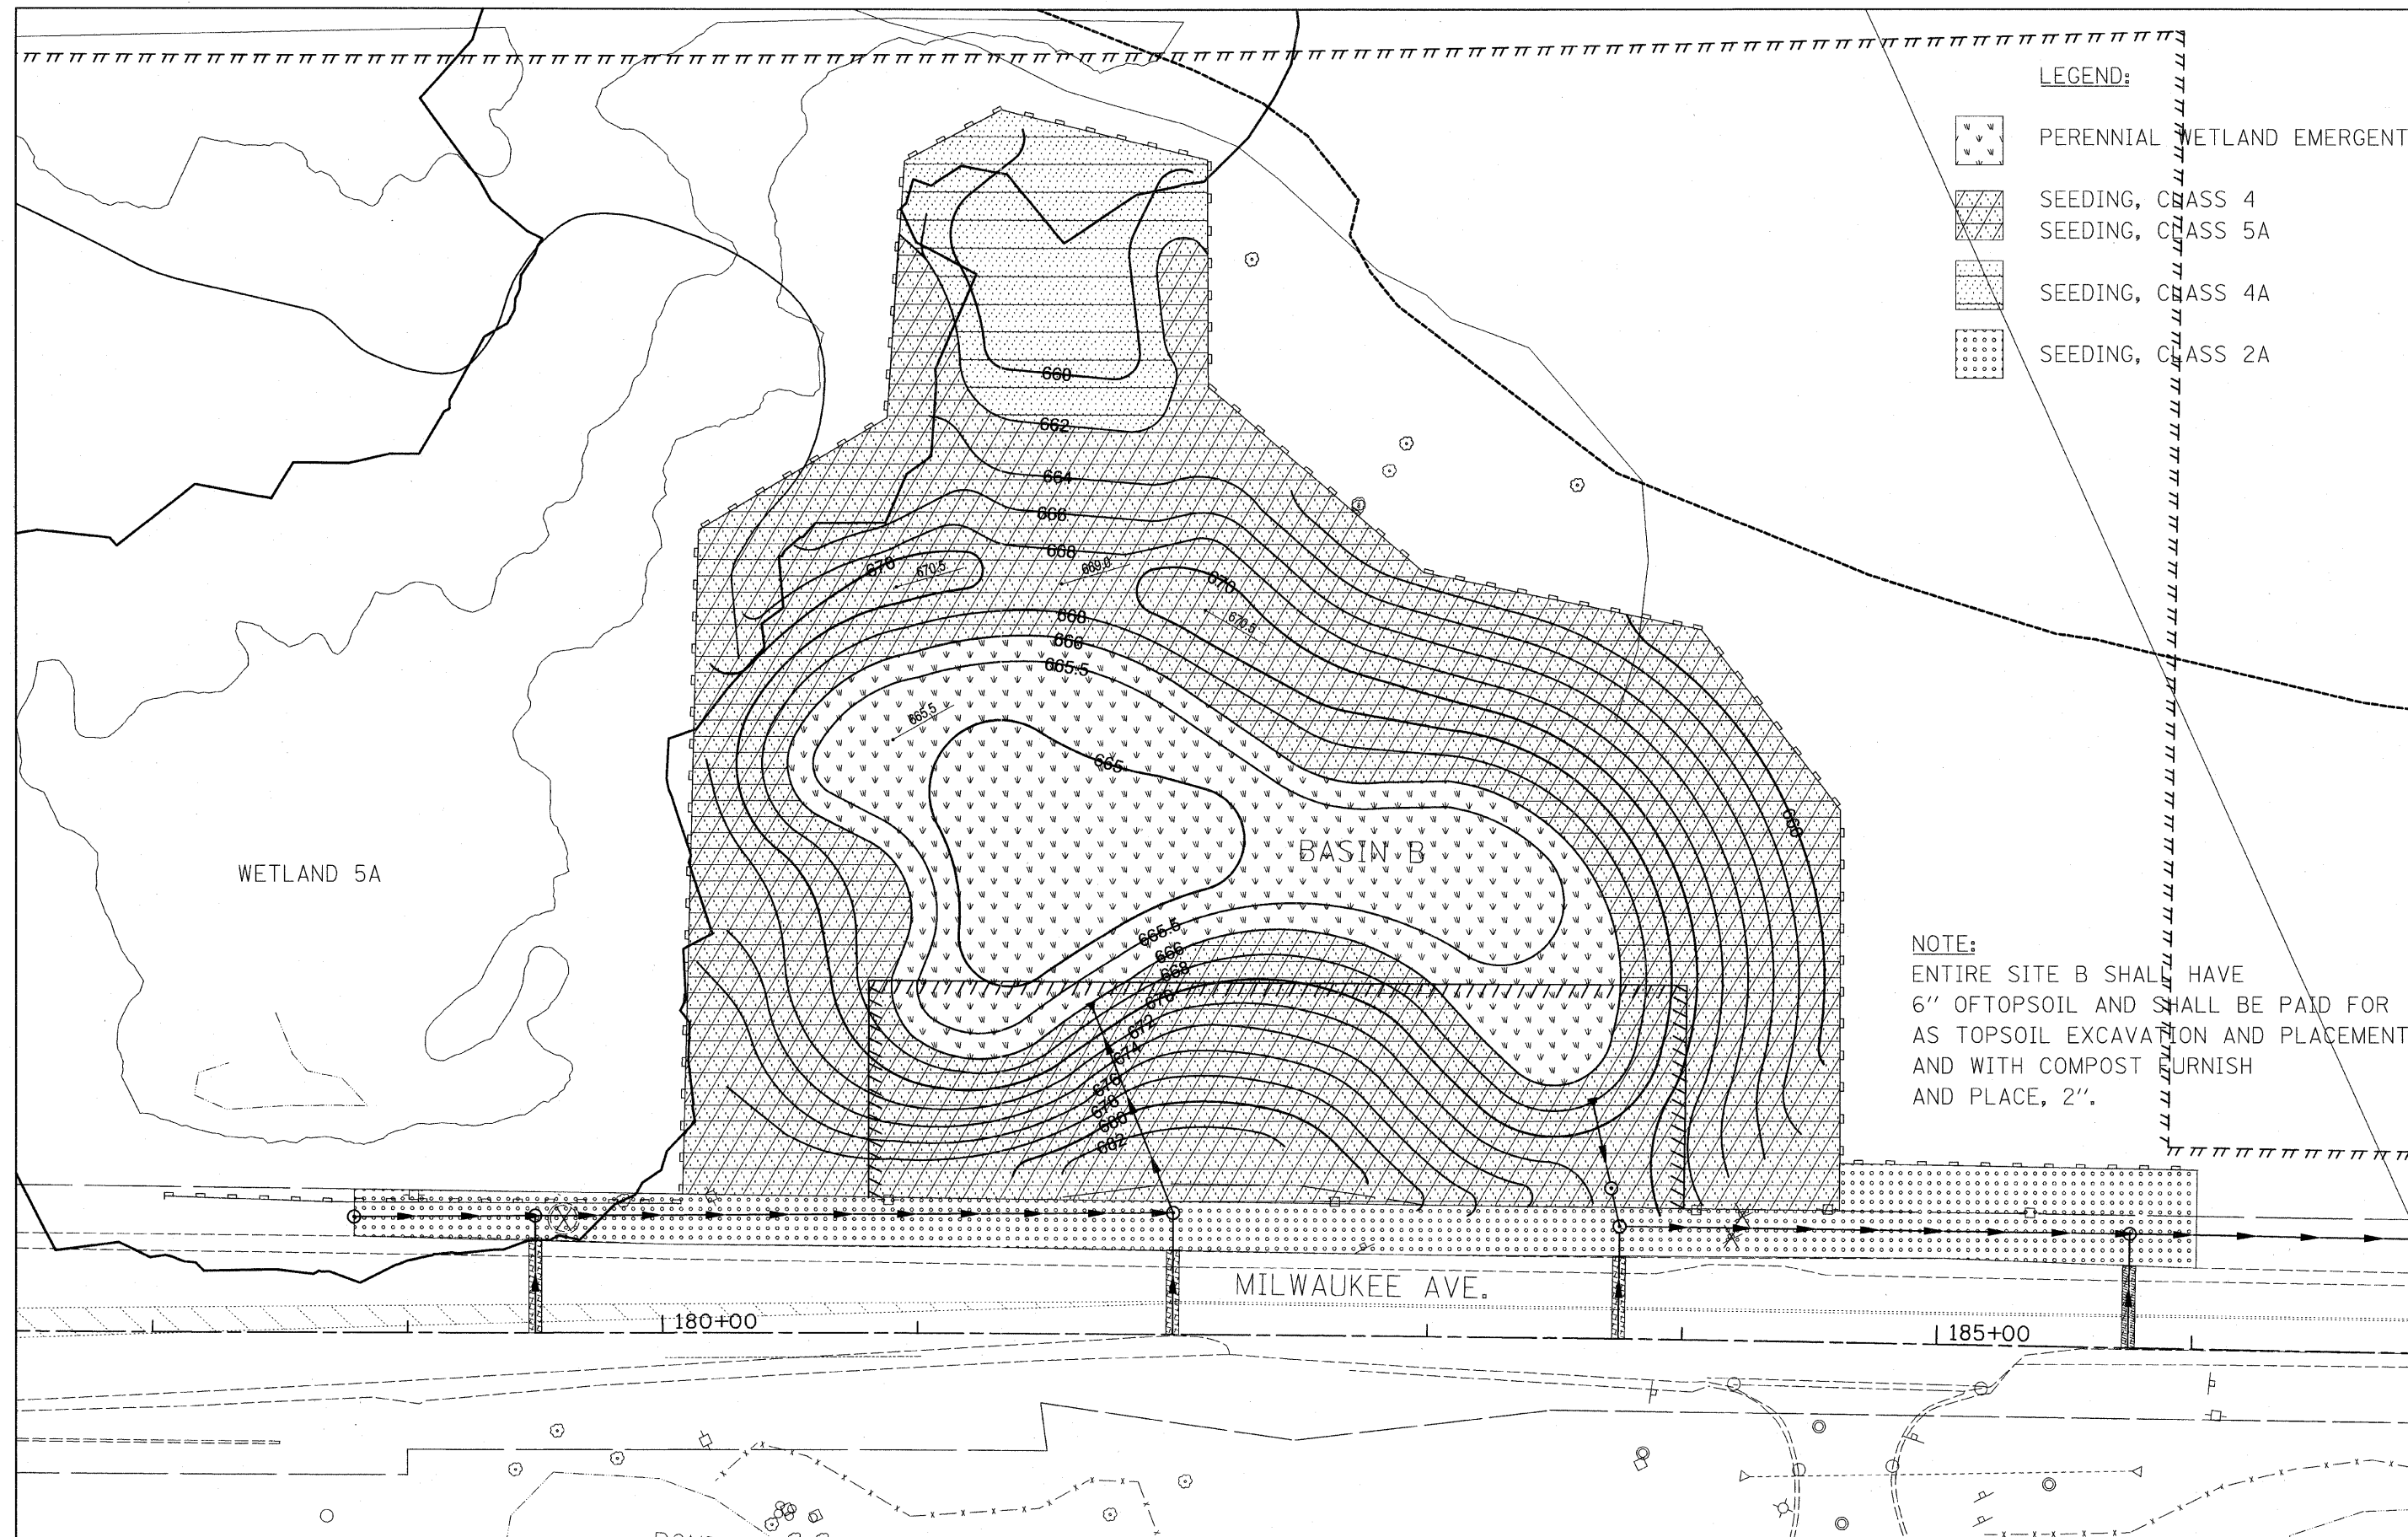 LEGEND:
PERENNIAL WETLAND EMERGENT
SEEDING, CLASS 4
SEEDING, CLASS 5A
SEEDING, CLASS 4A
SEEDING, CLASS 2A
660
662
664
666
668
670
670.5
669.0
670
670.5
668
666
665.5
665.5
665
668
BASIN B
WETLAND 5A
665.5
666
668
670
672
674
676
678
680
682
NOTE:
ENTIRE SITE B SHALL HAVE
6" OFTOPSOIL AND SHALL BE PAID FOR
AS TOPSOIL EXCAVATION AND PLACEMENT
AND WITH COMPOST FURNISH
AND PLACE, 2".
MILWAUKEE AVE.
180+00
185+00